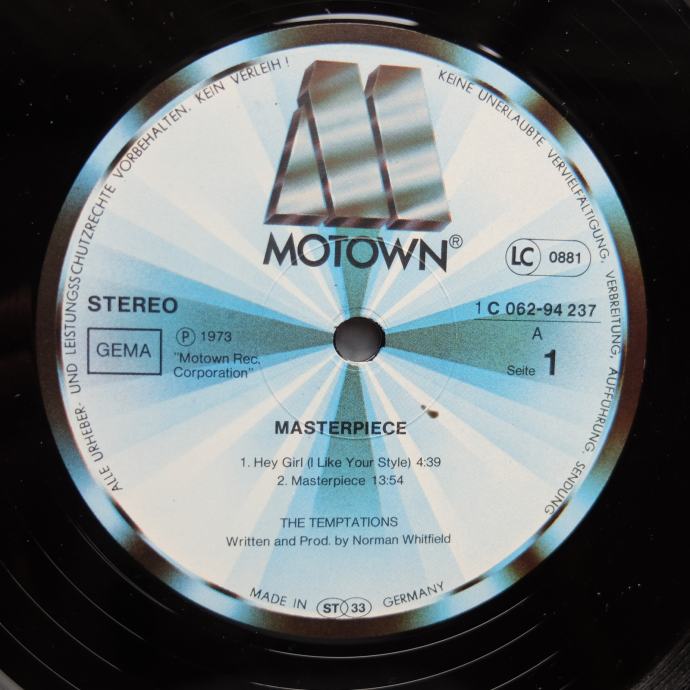 ALLE URHEBER- UND LEISTUNGSSCHUTZRECHTE VORBEHALTEN. KEIN VERLEIH!
KEINE UNERLAUBTE VERVIELFÄLTIGUNG, VERBREITUNG, AUFFÜHRUNG, SENDUNG
MOTOWN®
LC 0881
STEREO
1 C 062-94 237
GEMA
℗ 1973
"Motown Rec.
Corporation"
A
Seite 1
MASTERPIECE
1. Hey Girl (I Like Your Style) 4:39
2. Masterpiece 13:54
THE TEMPTATIONS
Written and Prod. by Norman Whitfield
MADE IN ST 33 GERMANY